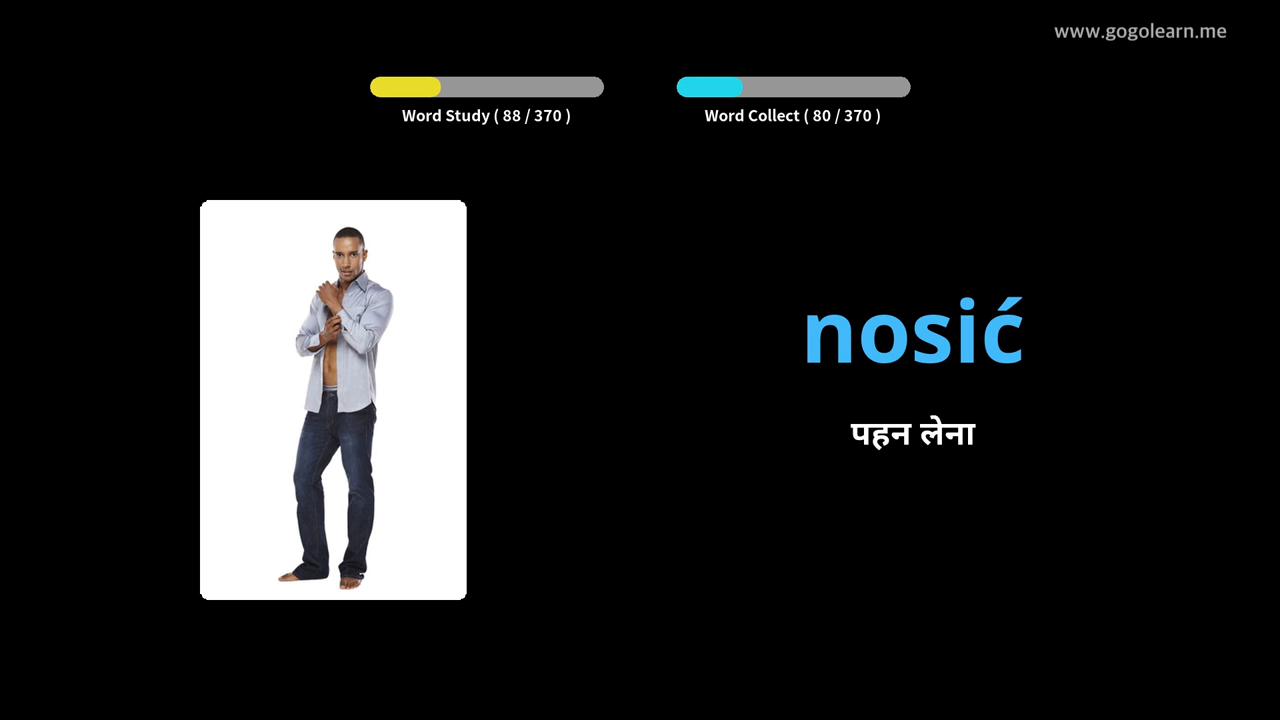 www.gogolearn.me
Word Study ( 88 / 370 )
Word Collect ( 80 / 370 )
nosić
पहन लेना